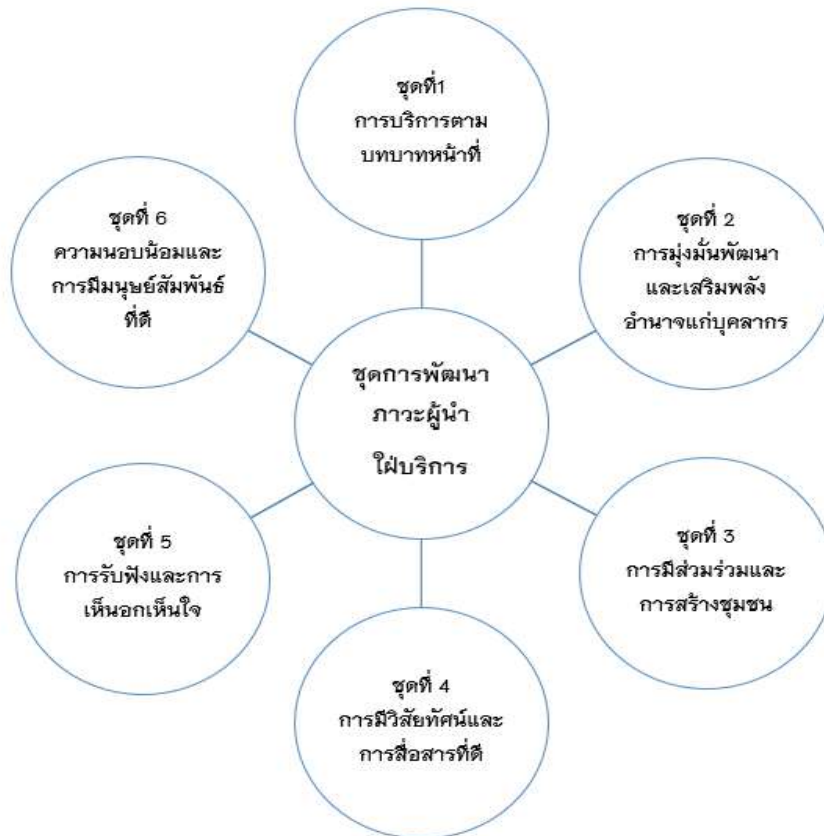 ชุดที่1
การบริการตาม
บทบาทหน้าที่
ชุดที่ 2
การมุ่งมั่นพัฒนา
และเสริมพลัง
อำนาจแก่บุคลากร
ชุดที่ 3
การมีส่วมร่วมและ
การสร้างชุมชน
ชุดที่ 4
การมีวิสัยทัศน์และ
การสื่อสารที่ดี
ชุดที่ 5
การรับฟังและการ
เห็นอกเห็นใจ
ชุดที่ 6
ความนอบน้อมและ
การมีมนุษย์สัมพันธ์
ที่ดี
ชุดการพัฒนา
ภาวะผู้นำ
ใฝ่บริการ